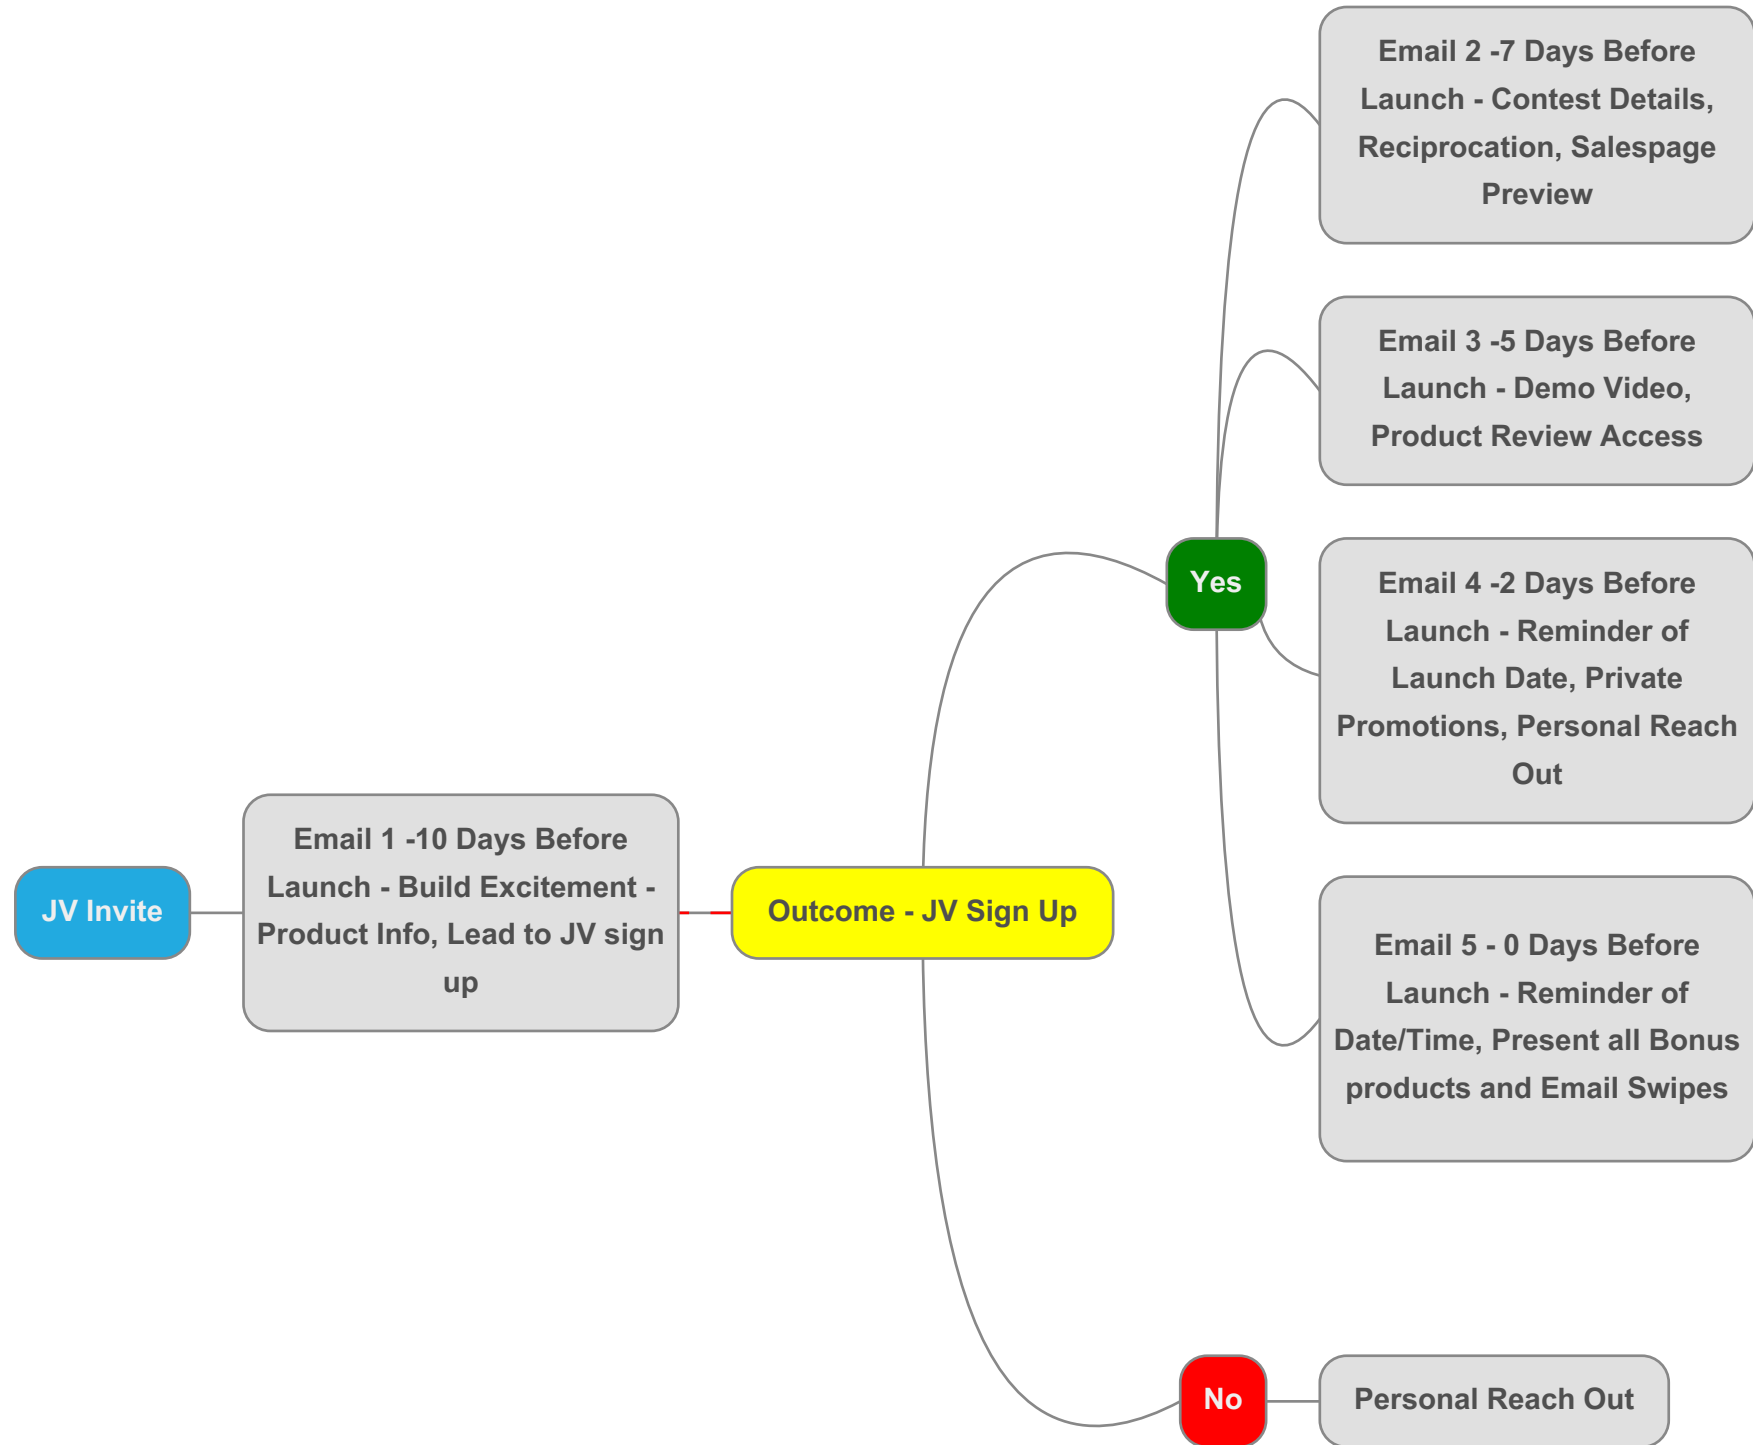 JV Invite
Email 1 -10 Days Before
Launch - Build Excitement -
Product Info, Lead to JV sign
up
Outcome - JV Sign Up
Yes
Email 2 -7 Days Before
Launch - Contest Details,
Reciprocation, Salespage
Preview
Email 3 -5 Days Before
Launch - Demo Video,
Product Review Access
Email 4 -2 Days Before
Launch - Reminder of
Launch Date, Private
Promotions, Personal Reach
Out
Email 5 - 0 Days Before
Launch - Reminder of
Date/Time, Present all Bonus
products and Email Swipes
No
Personal Reach Out